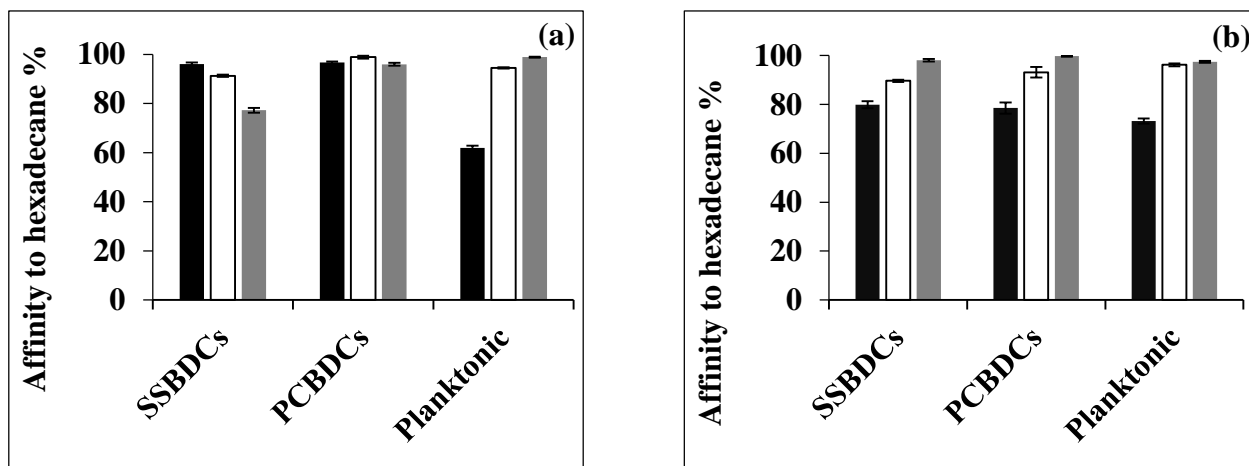 (a)
Affinity to hexadecane %
100
80
60
40
20
0
SSBDCs
PCBDCs
Planktonic
(b)
Affinity to hexadecane %
100
80
60
40
20
0
SSBDCs
PCBDCs
Planktonic